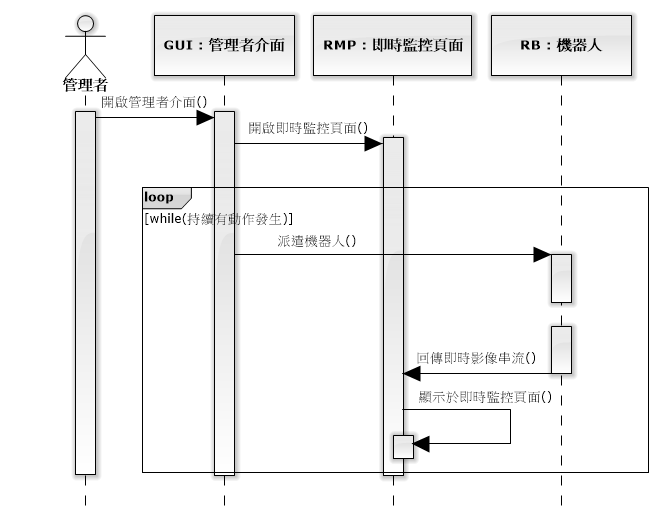 GUI：管理者介面
RMP：即時監控頁面
RB：機器人
管理者
開啟管理者介面()
開啟即時監控頁面()
loop
[while(持續有動作發生)]
派遣機器人()
回傳即時影像串流()
顯示於即時監控頁面()